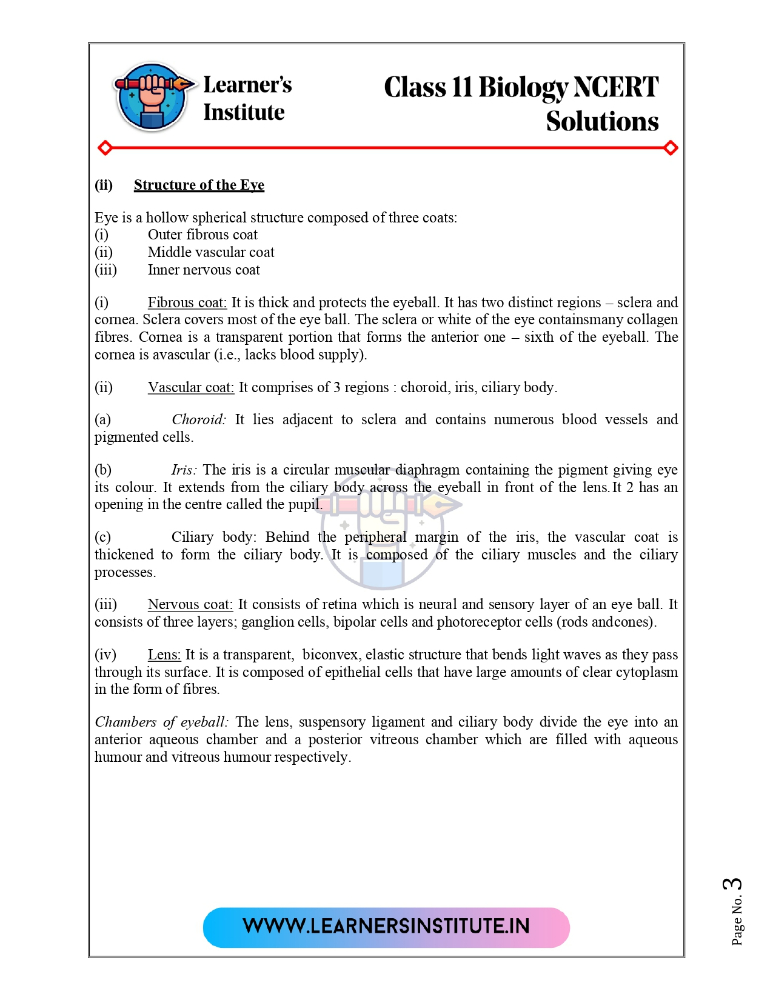 Learner's
Institute
Class 11 Biology NCERT
Solutions
(ii) Structure of the Eye
Eye is a hollow spherical structure composed of three coats:
(i) Outer fibrous coat
(ii) Middle vascular coat
(iii) Inner nervous coat
(i) Fibrous coat: It is thick and protects the eyeball. It has two distinct regions – sclera and
cornea. Sclera covers most of the eye ball. The sclera or white of the eye containsmany collagen
fibres. Cornea is a transparent portion that forms the anterior one – sixth of the eyeball. The
cornea is avascular (i.e., lacks blood supply).
(ii) Vascular coat: It comprises of 3 regions : choroid, iris, ciliary body.
(a) Choroid: It lies adjacent to sclera and contains numerous blood vessels and
pigmented cells.
(b) Iris: The iris is a circular muscular diaphragm containing the pigment giving eye
its colour. It extends from the ciliary body across the eyeball in front of the lens.It 2 has an
opening in the centre called the pupil.
(c) Ciliary body: Behind the peripheral margin of the iris, the vascular coat is
thickened to form the ciliary body. It is composed of the ciliary muscles and the ciliary
processes.
(iii) Nervous coat: It consists of retina which is neural and sensory layer of an eye ball. It
consists of three layers; ganglion cells, bipolar cells and photoreceptor cells (rods andcones).
(iv) Lens: It is a transparent, biconvex, elastic structure that bends light waves as they pass
through its surface. It is composed of epithelial cells that have large amounts of clear cytoplasm
in the form of fibres.
Chambers of eyeball: The lens, suspensory ligament and ciliary body divide the eye into an
anterior aqueous chamber and a posterior vitreous chamber which are filled with aqueous
humour and vitreous humour respectively.
WWW.LEARNERSINSTITUTE.IN
Page No. 3